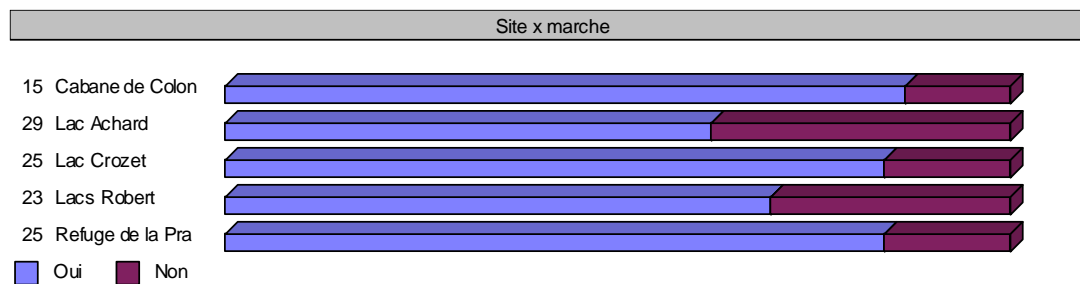 Site x marche
15 Cabane de Colon
29 Lac Achard
25 Lac Crozet
23 Lacs Robert
25 Refuge de la Pra
Oui Non